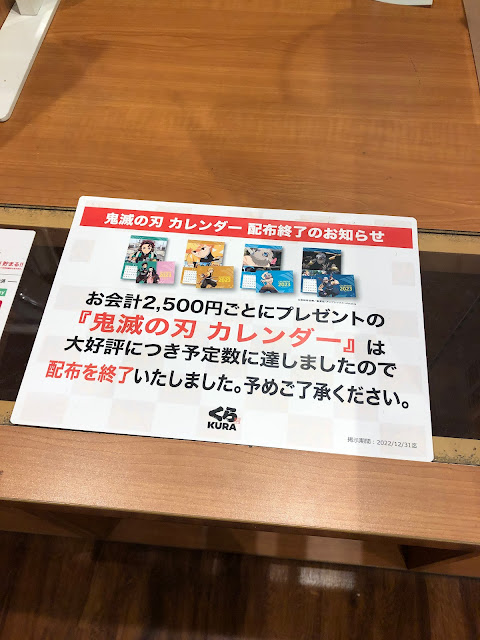 鬼滅の刃 カレンダー 配布終了のお知らせ
お会計2,500円ごとにプレゼントの
『鬼滅の刃 カレンダー』は
大好評につき予定数に達しましたので
配布を終了いたしました。予めご了承ください。
くら
KURA
掲示期間：2022/12/31迄